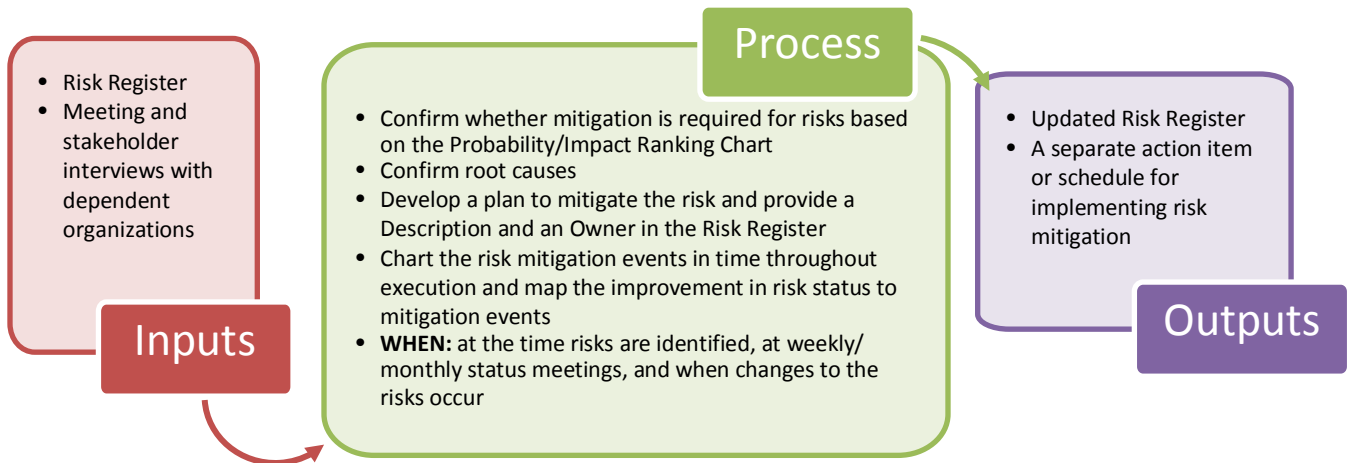 Inputs
• Risk Register
• Meeting and
stakeholder
interviews with
dependent
organizations
Process
• Confirm whether mitigation is required for risks based
on the Probability/Impact Ranking Chart
• Confirm root causes
• Develop a plan to mitigate the risk and provide a
Description and an Owner in the Risk Register
• Chart the risk mitigation events in time throughout
execution and map the improvement in risk status to
mitigation events
• WHEN: at the time risks are identified, at weekly/
monthly status meetings, and when changes to the
risks occur
Outputs
• Updated Risk Register
• A separate action item
or schedule for
implementing risk
mitigation